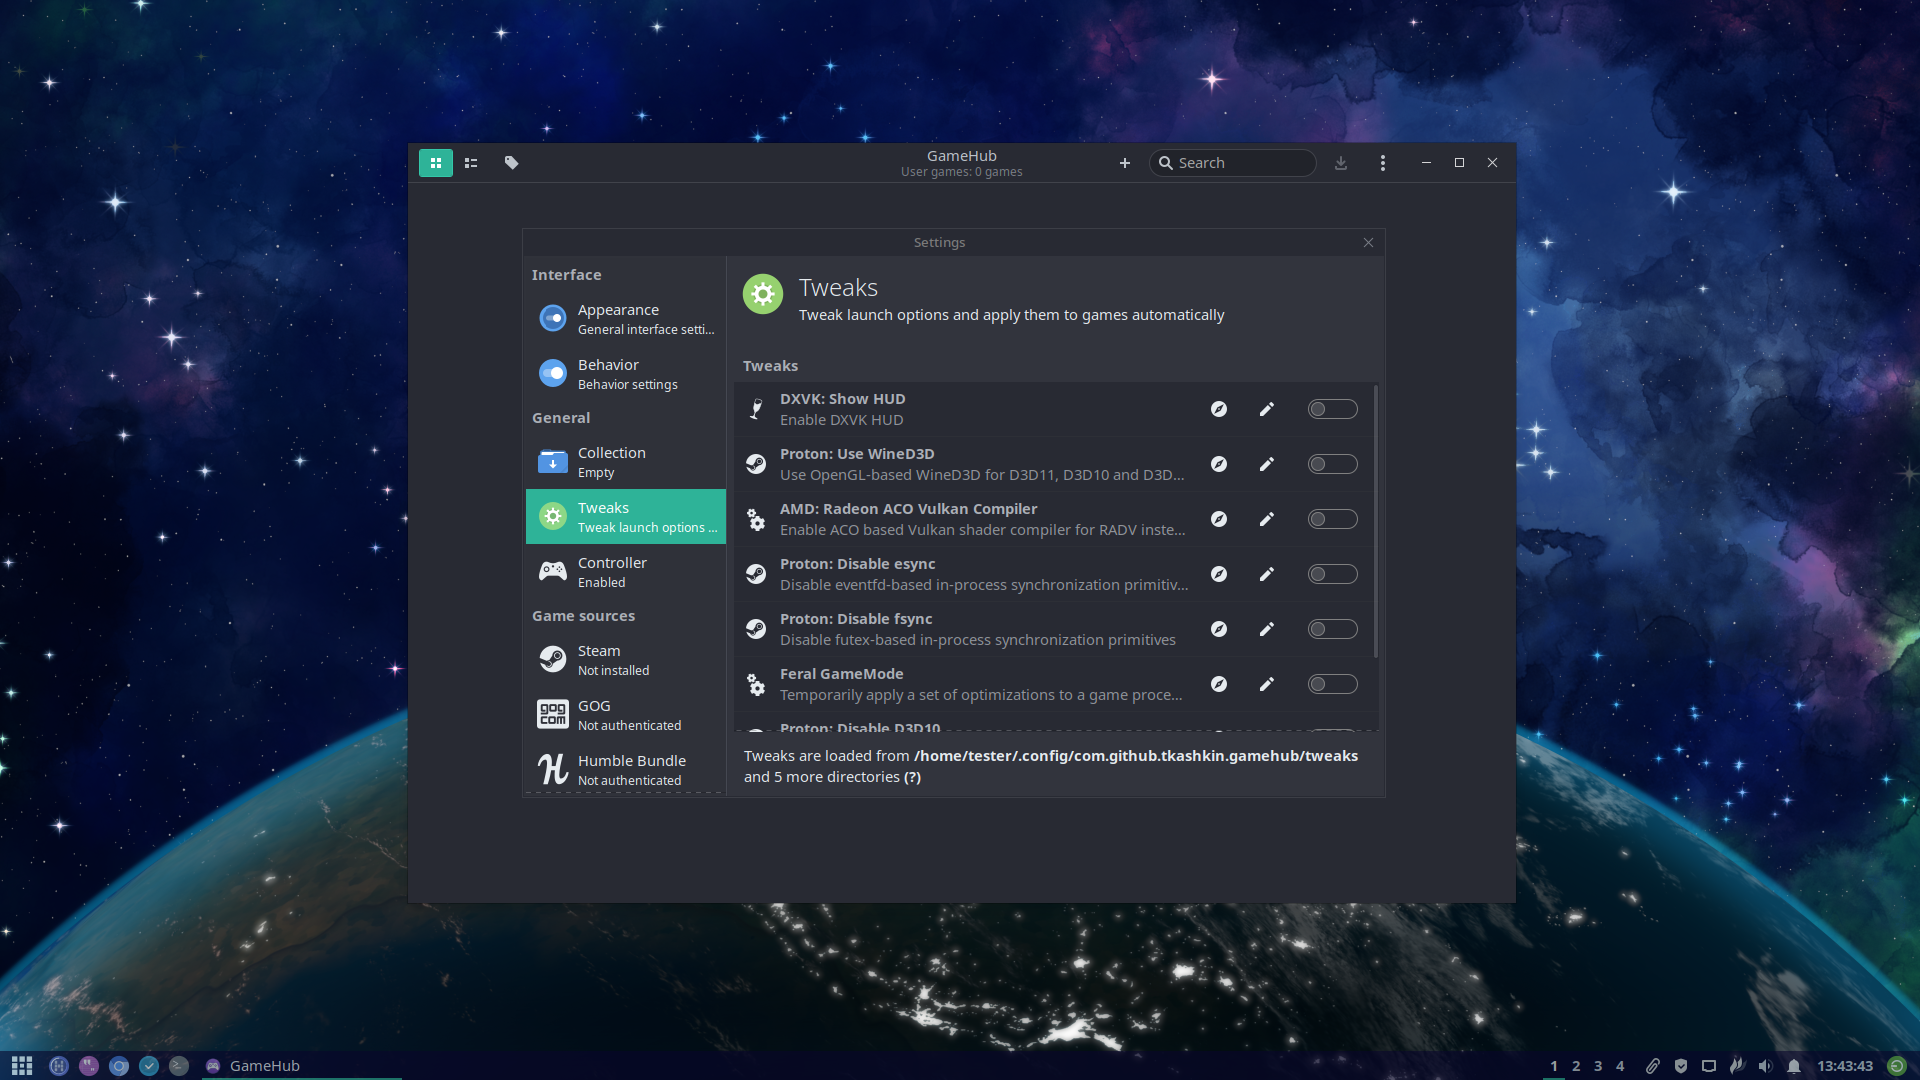 GameHub
User games: 0 games
Search
Settings
Interface
Appearance
General interface setti...
Behavior
Behavior settings
General
Collection
Empty
Tweaks
Tweak launch options ...
Controller
Enabled
Game sources
Steam
Not installed
GOG
Not authenticated
Humble Bundle
Not authenticated
gog
com
Tweaks
Tweak launch options and apply them to games automatically
Tweaks
DXVK: Show HUD
Enable DXVK HUD
Proton: Use WineD3D
Use OpenGL-based WineD3D for D3D11, D3D10 and D3D...
AMD: Radeon ACO Vulkan Compiler
Enable ACO based Vulkan shader compiler for RADV inste...
Proton: Disable esync
Disable eventfd-based in-process synchronization primitiv...
Proton: Disable fsync
Disable futex-based in-process synchronization primitives
Feral GameMode
Temporarily apply a set of optimizations to a game proce...
Proton: Disable D3D10
Tweaks are loaded from /home/tester/.config/com.github.tkashkin.gamehub/tweaks
and 5 more directories (?)
GameHub
1 2 3 4
13:43:43